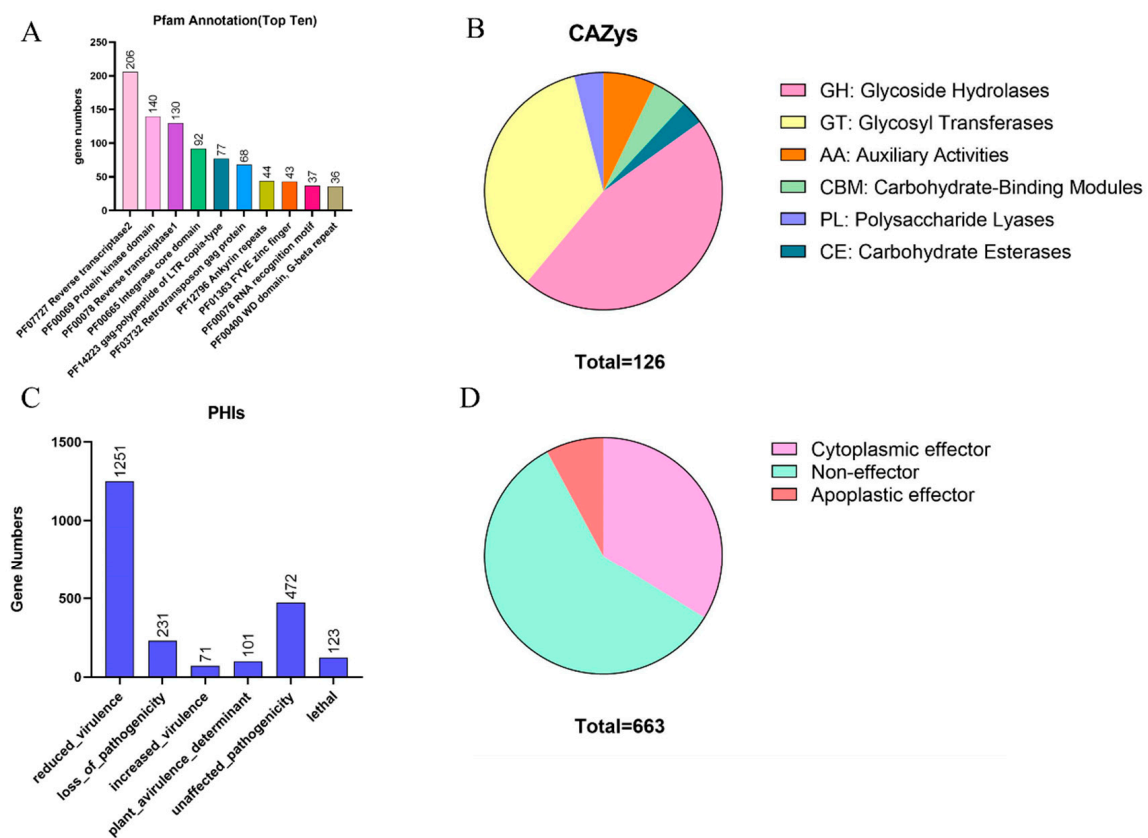 A
Pfam Annotation(Top Ten)
gene numbers
250
200
150
100
50
0
206
140
130
92
77
68
44
43
37
36
PF07727 Reverse transcriptase2
PF00069 Protein kinase domain
PF00078 Reverse transcriptase1
PF00665 Integrase core domain
PF14223 gag-polypeptide of LTR copia-type
PF03732 Retrotransposon gag protein
PF12796 Ankyrin repeats
PF01363 FYVE zinc finger
PF00076 RNA recognition motif
PF00400 WD domain, G-beta repeat
B
CAZys
GH: Glycoside Hydrolases
GT: Glycosyl Transferases
AA: Auxiliary Activities
CBM: Carbohydrate-Binding Modules
PL: Polysaccharide Lyases
CE: Carbohydrate Esterases
Total=126
C
PHIs
Gene Numbers
1500
1000
500
0
1251
231
71
101
472
123
reduced_virulence
loss_of_pathogenicity
increased_virulence
plant_avirulence_determinant
unaffected_pathogenicity
lethal
D
Cytoplasmic effector
Non-effector
Apoplastic effector
Total=663